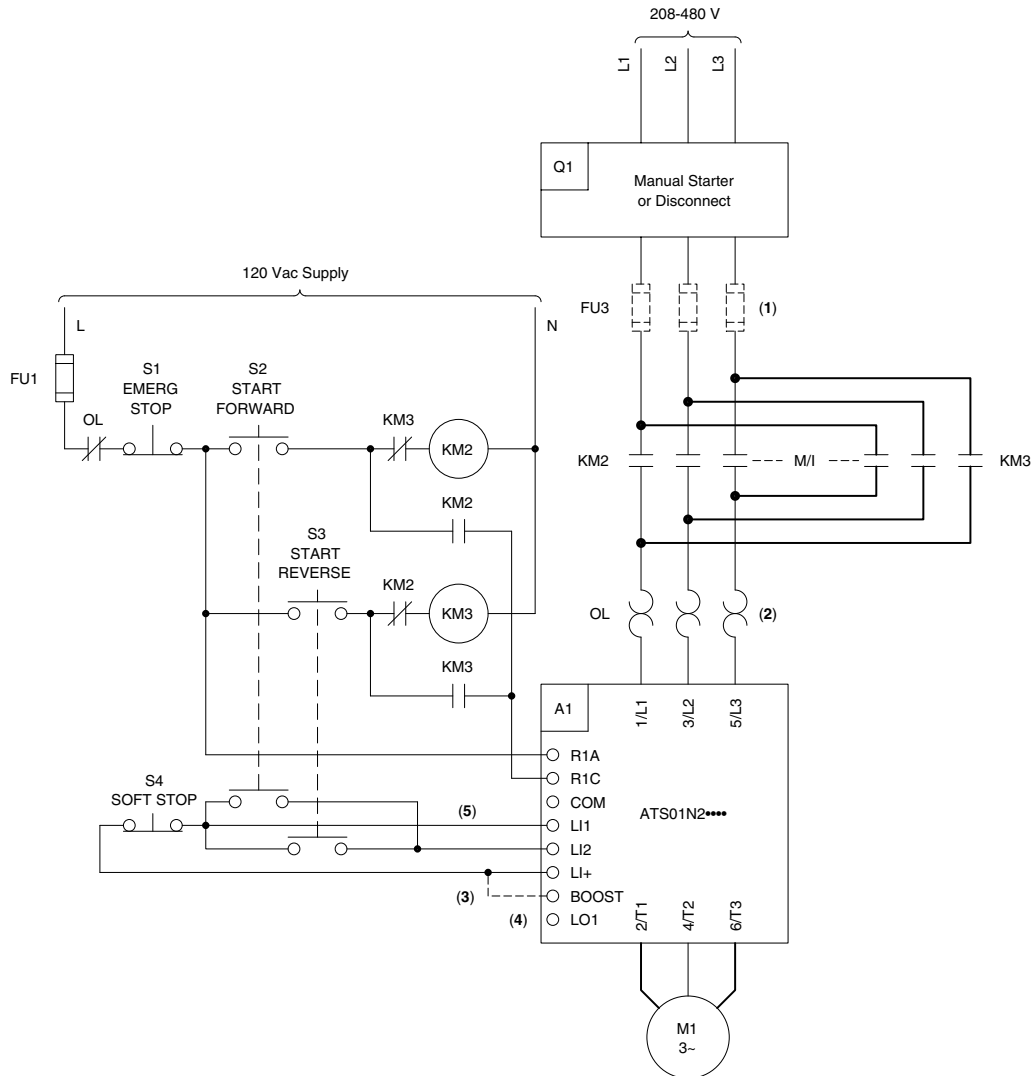 208-480 V
L1
L2
L3
Q1
Manual Starter
or Disconnect
120 Vac Supply
L
N
FU3
(1)
FU1
S1
EMERG
STOP
S2
START
FORWARD
OL
KM3
KM2
KM2
M/I
KM3
KM2
S3
START
REVERSE
KM2
KM3
OL
(2)
KM3
A1
1/L1
3/L2
5/L3
R1A
R1C
S4
SOFT STOP
COM
ATS01N2••••
(5)
LI1
LI2
LI+
(3)
BOOST
(4)
LO1
2/T1
4/T2
6/T3
M1
3~